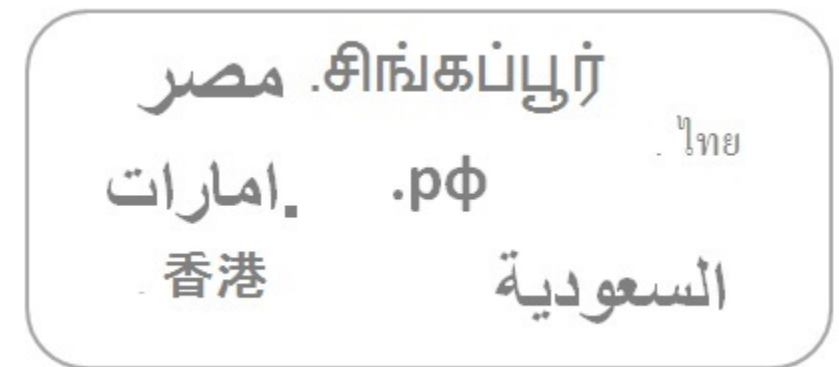 مصر .சிங்கப்பூர்
.ไทย
.امارات .рф
.香港 السعودية